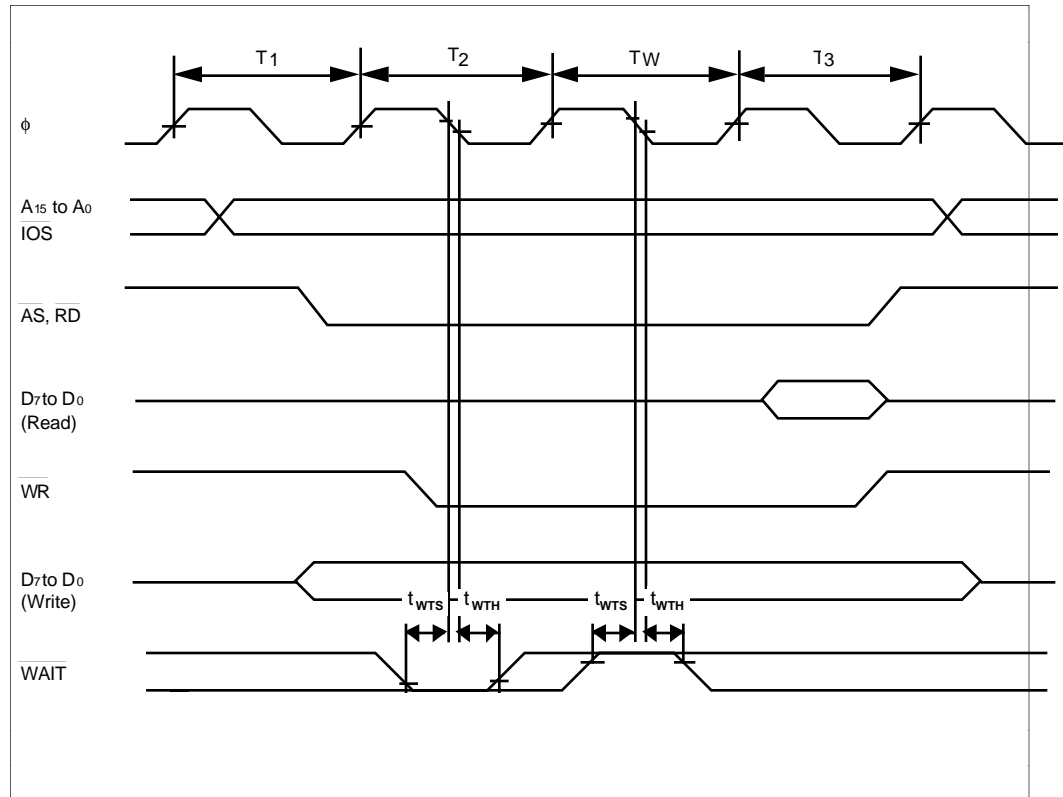 T1 T2 TW T3
ϕ
A15 to A0
IOS
AS, RD
D7 to D0
(Read)
WR
D7 to D0
(Write)
tWTS tWTH tWTS tWTH
WAIT